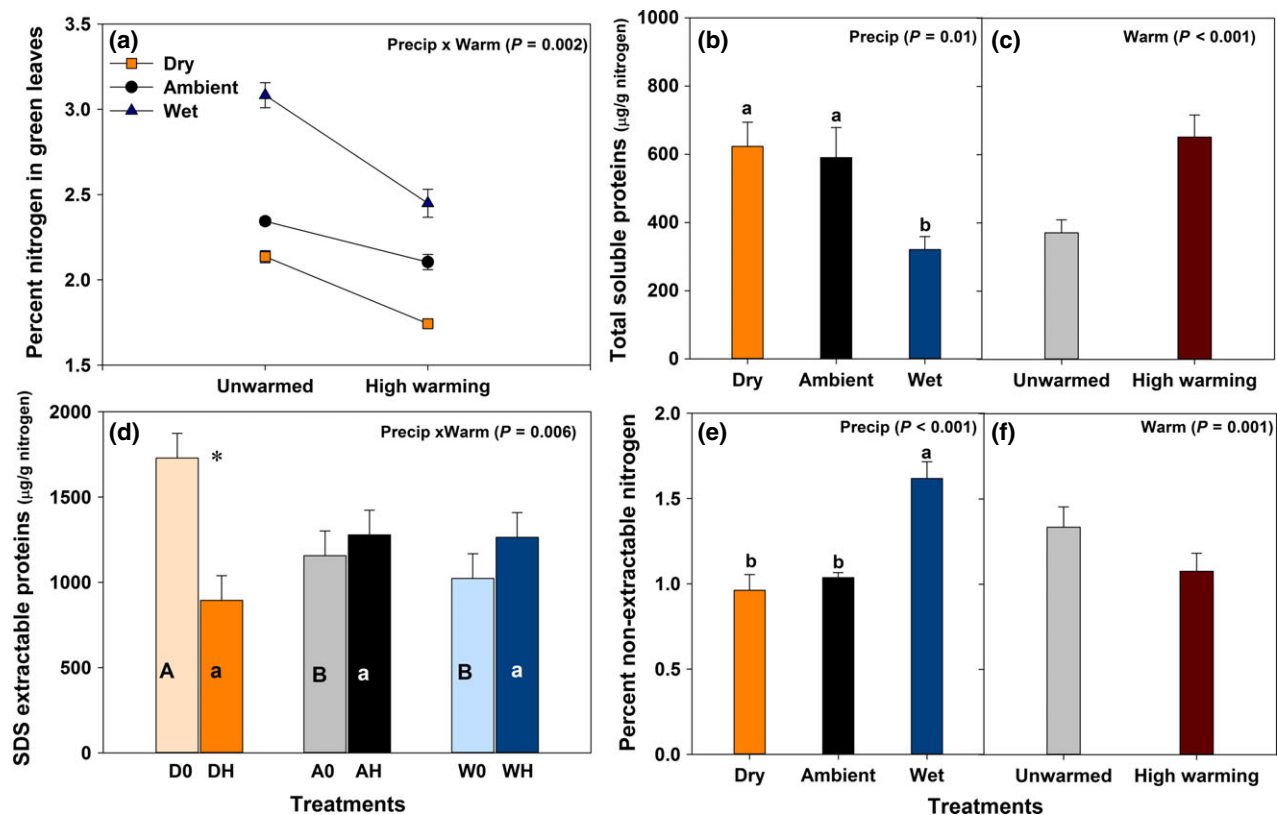 (a)
Precip x Warm (P = 0.002)
Dry
Ambient
Wet
Percent nitrogen in green leaves
3.5
3.0
2.5
2.0
1.5
Unwarmed
High warming
(b)
Precip (P = 0.01)
Total soluble proteins (µg/g nitrogen)
1000
800
600
400
200
0
a
a
b
Dry
Ambient
Wet
(c)
Warm (P < 0.001)
Unwarmed
High warming
(d)
Precip xWarm (P = 0.006)
SDS extractable proteins (µg/g nitrogen)
2000
1500
1000
500
0
*
A
a
B
a
B
a
D0
DH
A0
AH
W0
WH
Treatments
(e)
Precip (P < 0.001)
Percent non-extractable nitrogen
2.0
1.5
1.0
0.5
0.0
b
b
a
Dry
Ambient
Wet
(f)
Warm (P = 0.001)
Unwarmed
High warming
Treatments